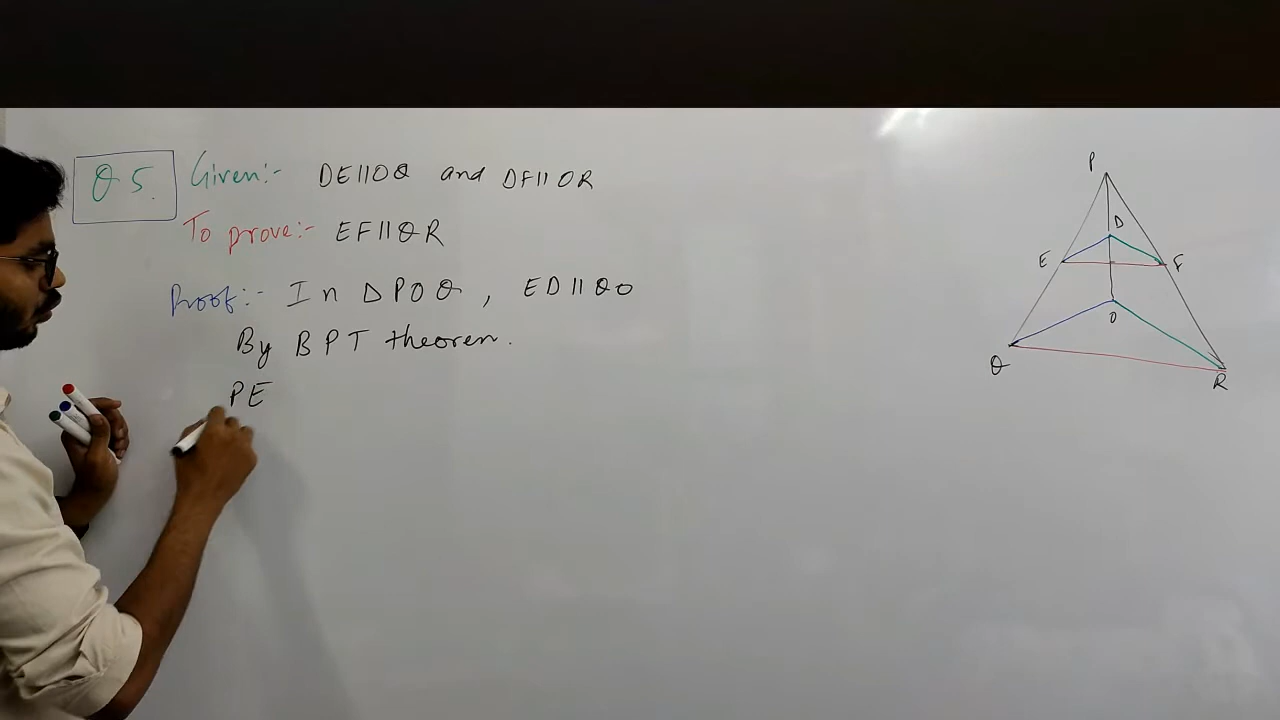 Q 5. Given:- DE||OQ and DF||OR
To prove:- EF||QR
Proof:- In ΔPOQ, ED||QO
By BPT theoren.
PE
P
D
E
F
O
Q
R